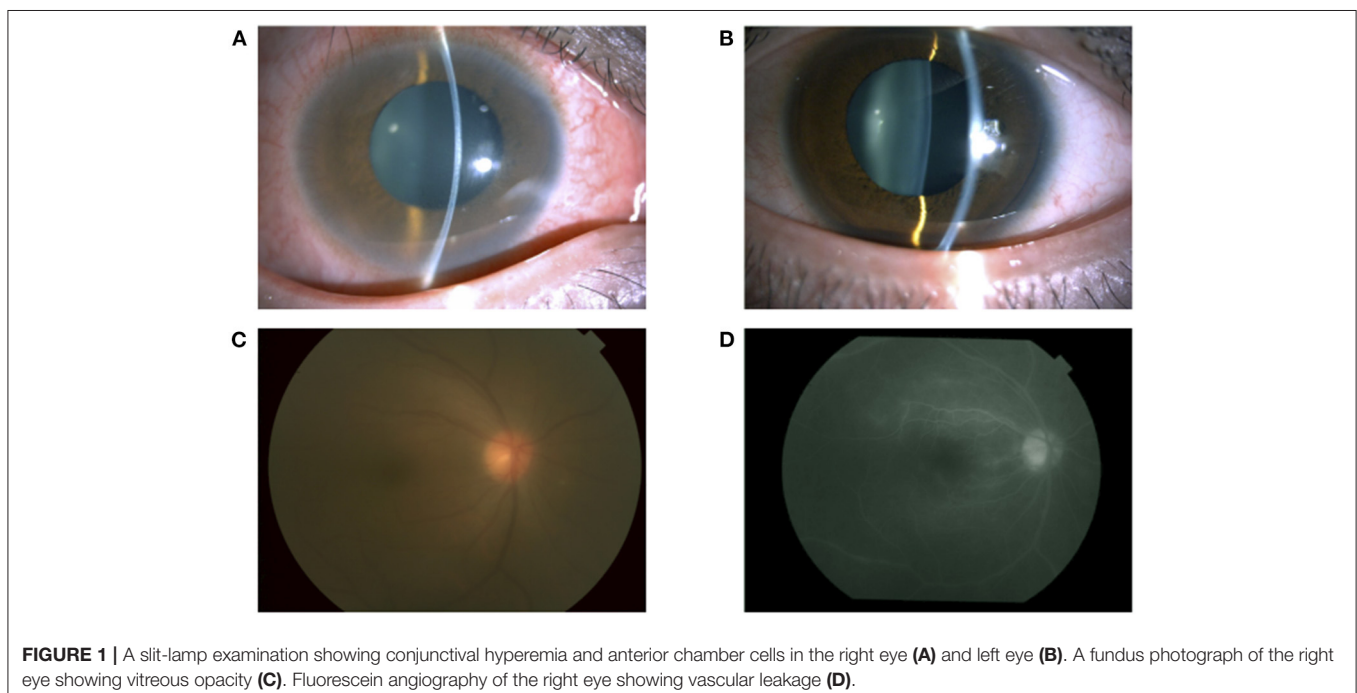 A
B
C
D
FIGURE 1 | A slit-lamp examination showing conjunctival hyperemia and anterior chamber cells in the right eye (A) and left eye (B). A fundus photograph of the right
eye showing vitreous opacity (C). Fluorescein angiography of the right eye showing vascular leakage (D).